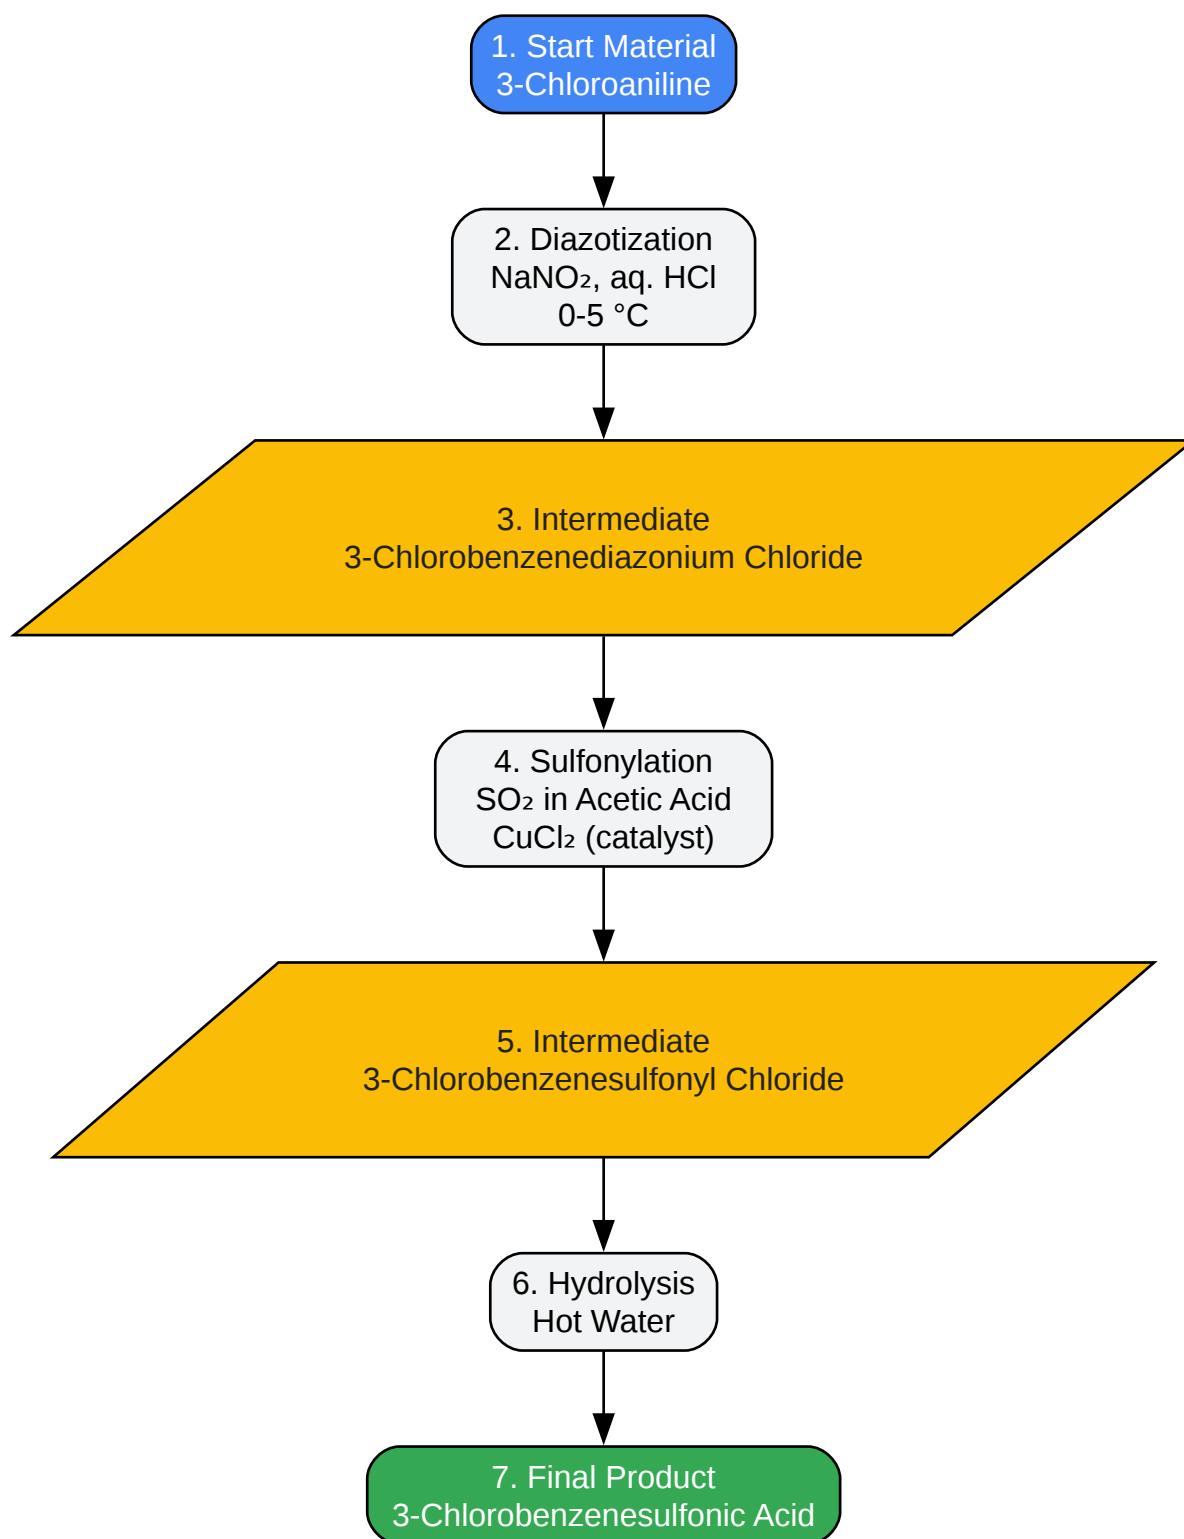 1. Start Material
3-Chloroaniline
2. Diazotization
NaNO₂, aq. HCl
0-5 °C
3. Intermediate
3-Chlorobenzenediazonium Chloride
4. Sulfonylation
SO₂ in Acetic Acid
CuCl₂ (catalyst)
5. Intermediate
3-Chlorobenzenesulfonyl Chloride
6. Hydrolysis
Hot Water
7. Final Product
3-Chlorobenzenesulfonic Acid